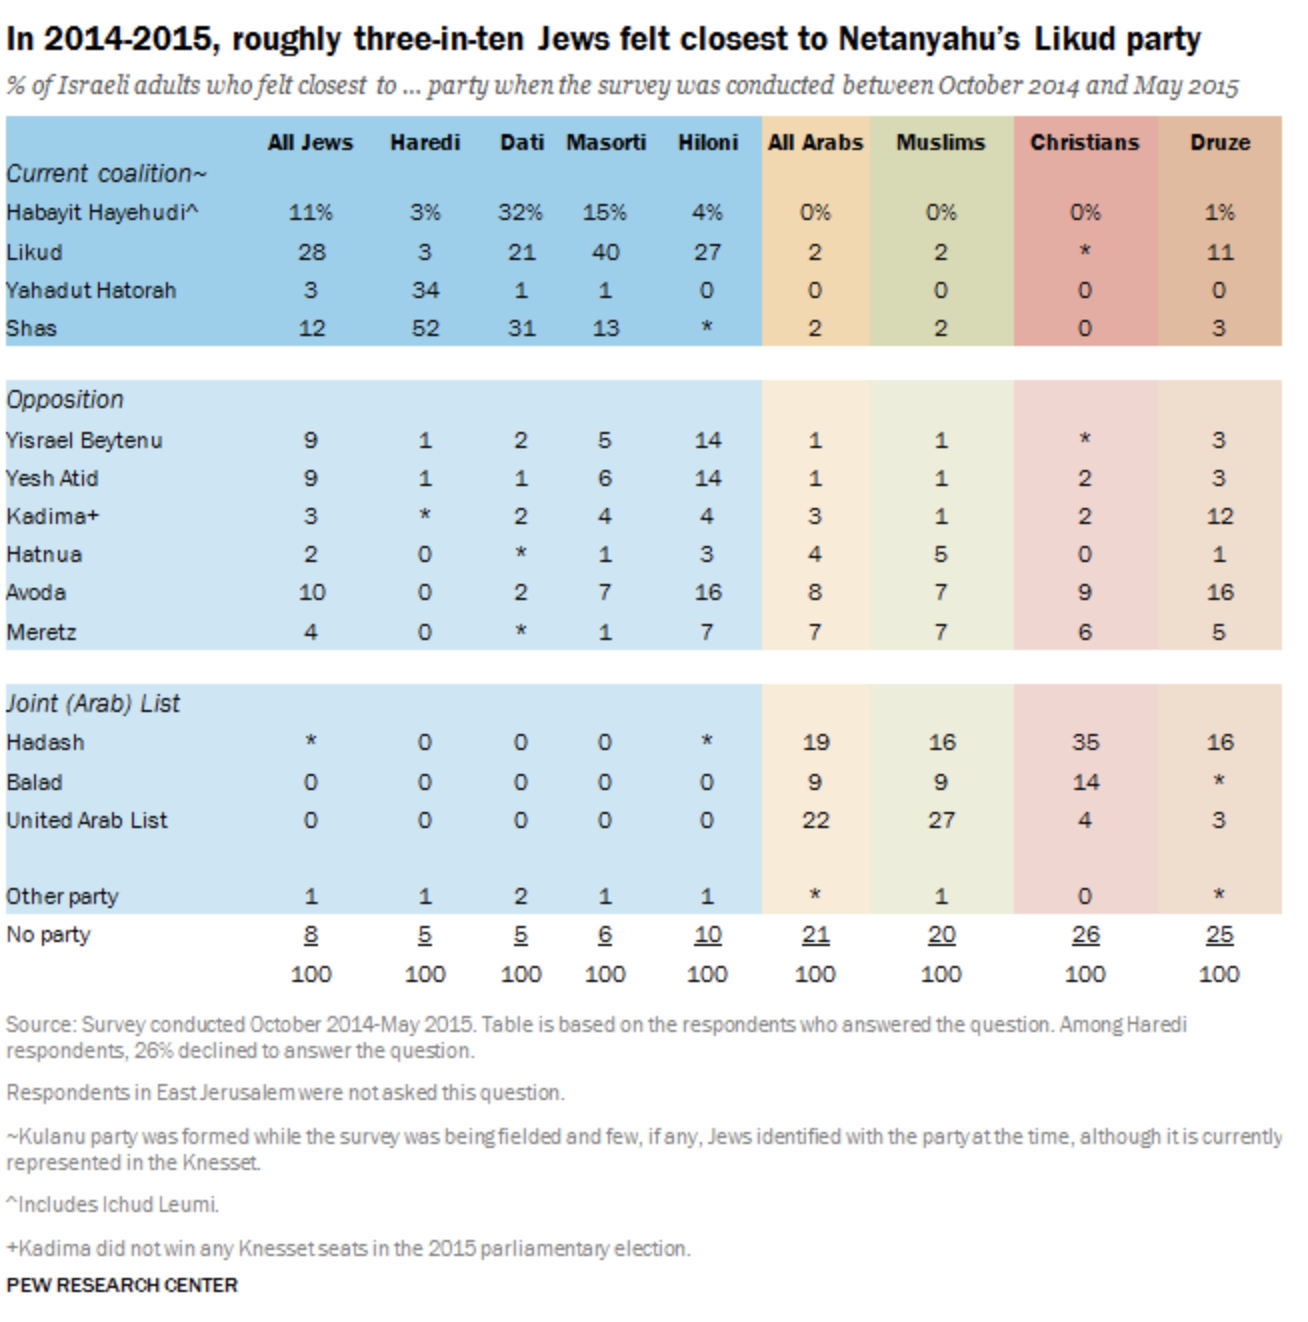 In 2014-2015, roughly three-in-ten Jews felt closest to Netanyahu's Likud party
% of Israeli adults who felt closest to ... party when the survey was conducted between October 2014 and May 2015
All Jews Haredi Dati Masorti Hiloni All Arabs Muslims Christians Druze
Current coalition~
Habayit Hayehudi^ 11% 3% 32% 15% 4% 0% 0% 0% 1%
Likud 28 3 21 40 27 2 2 * 11
Yahadut Hatorah 3 34 1 1 0 0 0 0 0
Shas 12 52 31 13 * 2 2 0 3
Opposition
Yisrael Beytenu 9 1 2 5 14 1 1 * 3
Yesh Atid 9 1 1 6 14 1 1 2 3
Kadima+ 3 * 2 4 4 3 1 2 12
Hatnua 2 0 * 1 3 4 5 0 1
Avoda 10 0 2 7 16 8 7 9 16
Meretz 4 0 * 1 7 7 7 6 5
Joint (Arab) List
Hadash * 0 0 0 * 19 16 35 16
Balad 0 0 0 0 0 9 9 14 *
United Arab List 0 0 0 0 0 22 27 4 3
Other party 1 1 2 1 1 * 1 0 *
No party 8 5 5 6 10 21 20 26 25
100 100 100 100 100 100 100 100 100
Source: Survey conducted October 2014-May 2015. Table is based on the respondents who answered the question. Among Haredi
respondents, 26% declined to answer the question.
Respondents in East Jerusalem were not asked this question.
~Kulanu party was formed while the survey was being fielded and few, if any, Jews identified with the party at the time, although it is currently
represented in the Knesset.
^Includes Ichud Leumi.
+Kadima did not win any Knesset seats in the 2015 parliamentary election.
PEW RESEARCH CENTER